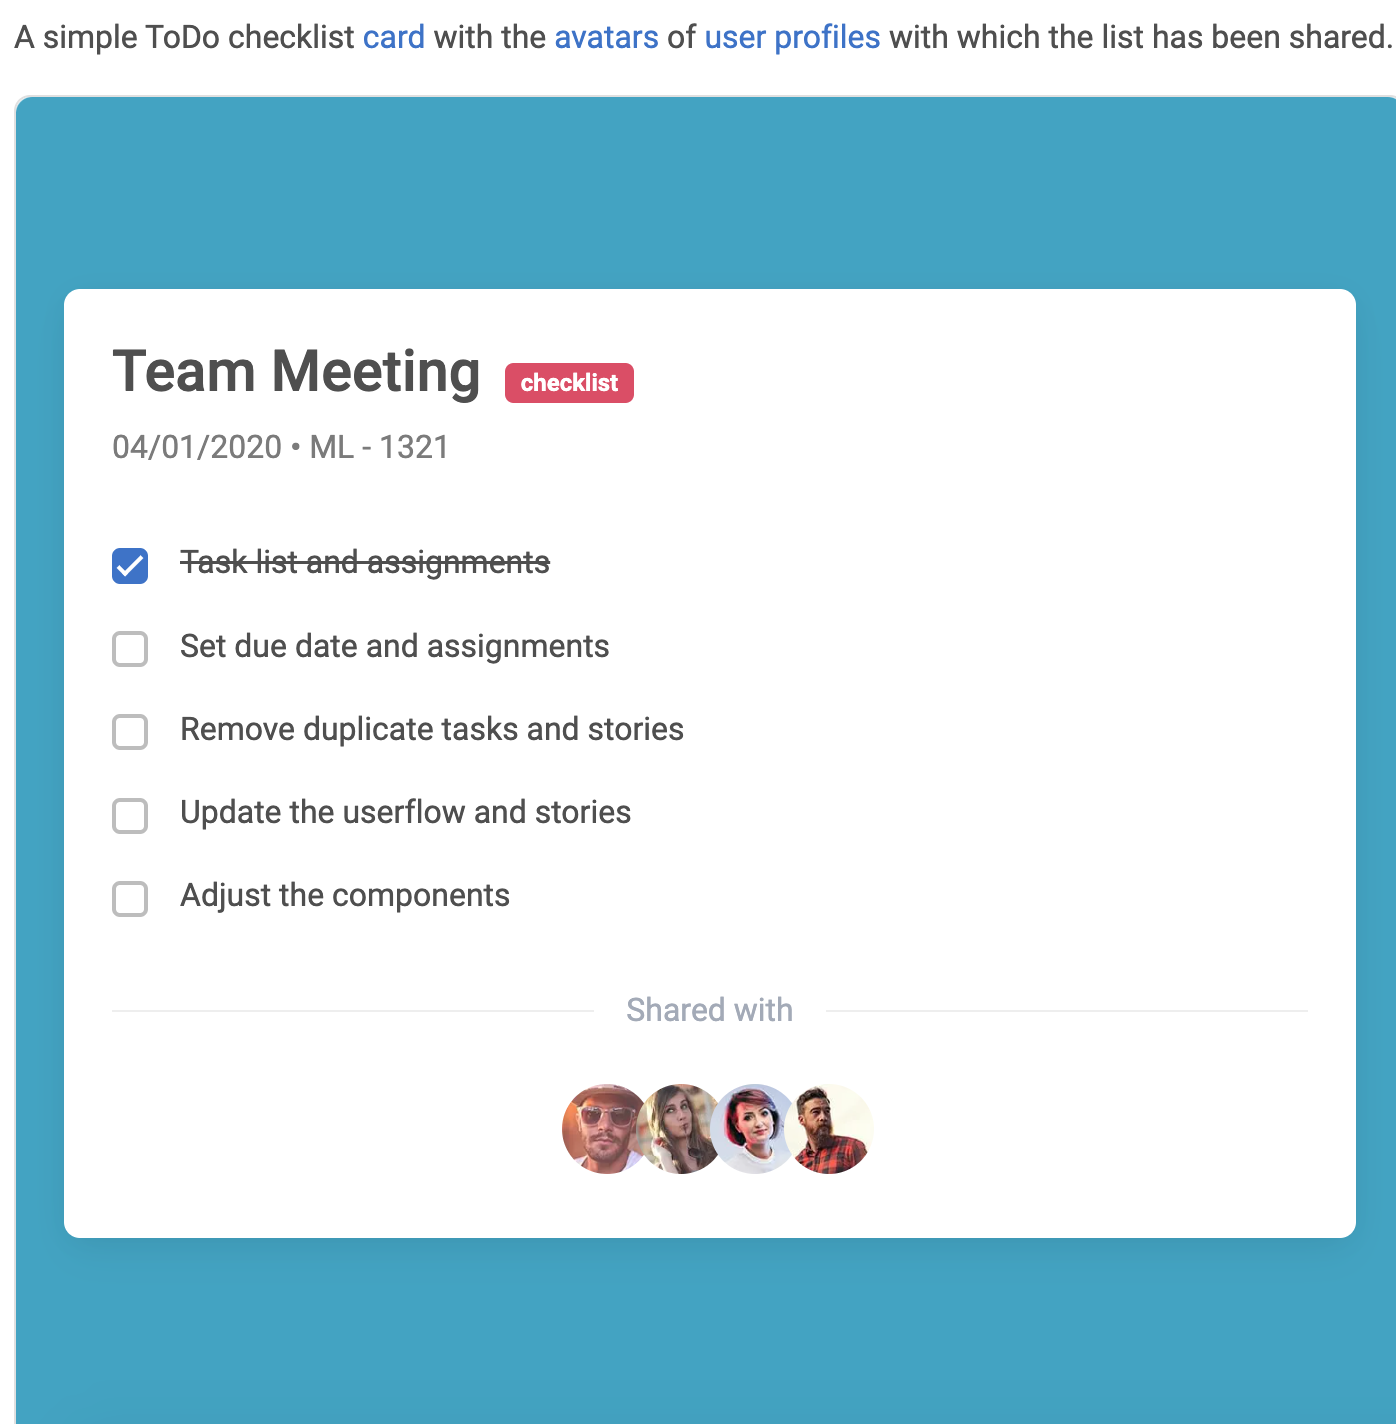 A simple ToDo checklist card with the avatars of user profiles with which the list has been shared.
Team Meeting checklist
04/01/2020 • ML - 1321
Task list and assignments
Set due date and assignments
Remove duplicate tasks and stories
Update the userflow and stories
Adjust the components
Shared with